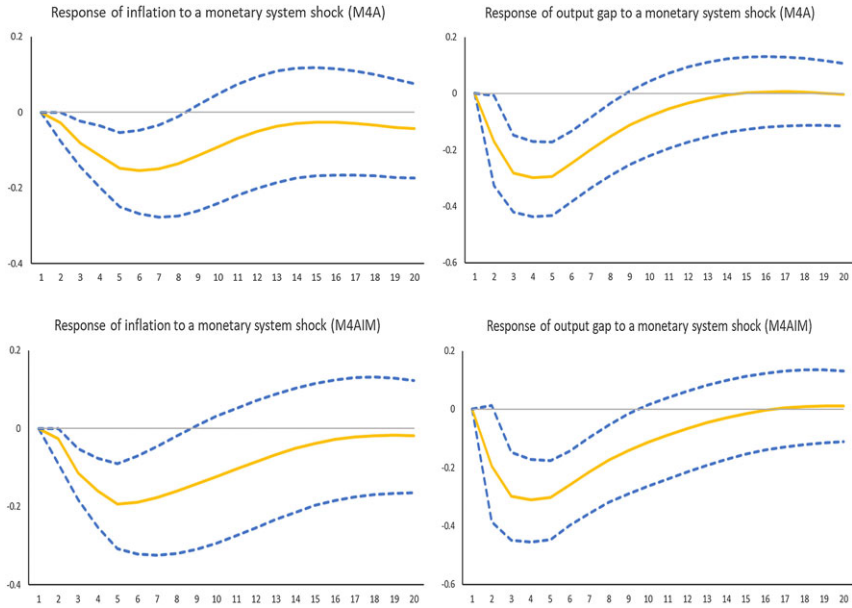 Response of inflation to a monetary system shock (M4A)
0.2
0
-0.2
-0.4
1 2 3 4 5 6 7 8 9 10 11 12 13 14 15 16 17 18 19 20
Response of output gap to a monetary system shock (M4A)
0.2
0
-0.2
-0.4
-0.6
1 2 3 4 5 6 7 8 9 10 11 12 13 14 15 16 17 18 19 20
Response of inflation to a monetary system shock (M4AIM)
0.2
0
-0.2
-0.4
1 2 3 4 5 6 7 8 9 10 11 12 13 14 15 16 17 18 19 20
Response of output gap to a monetary system shock (M4AIM)
0.2
0
-0.2
-0.4
-0.6
1 2 3 4 5 6 7 8 9 10 11 12 13 14 15 16 17 18 19 20